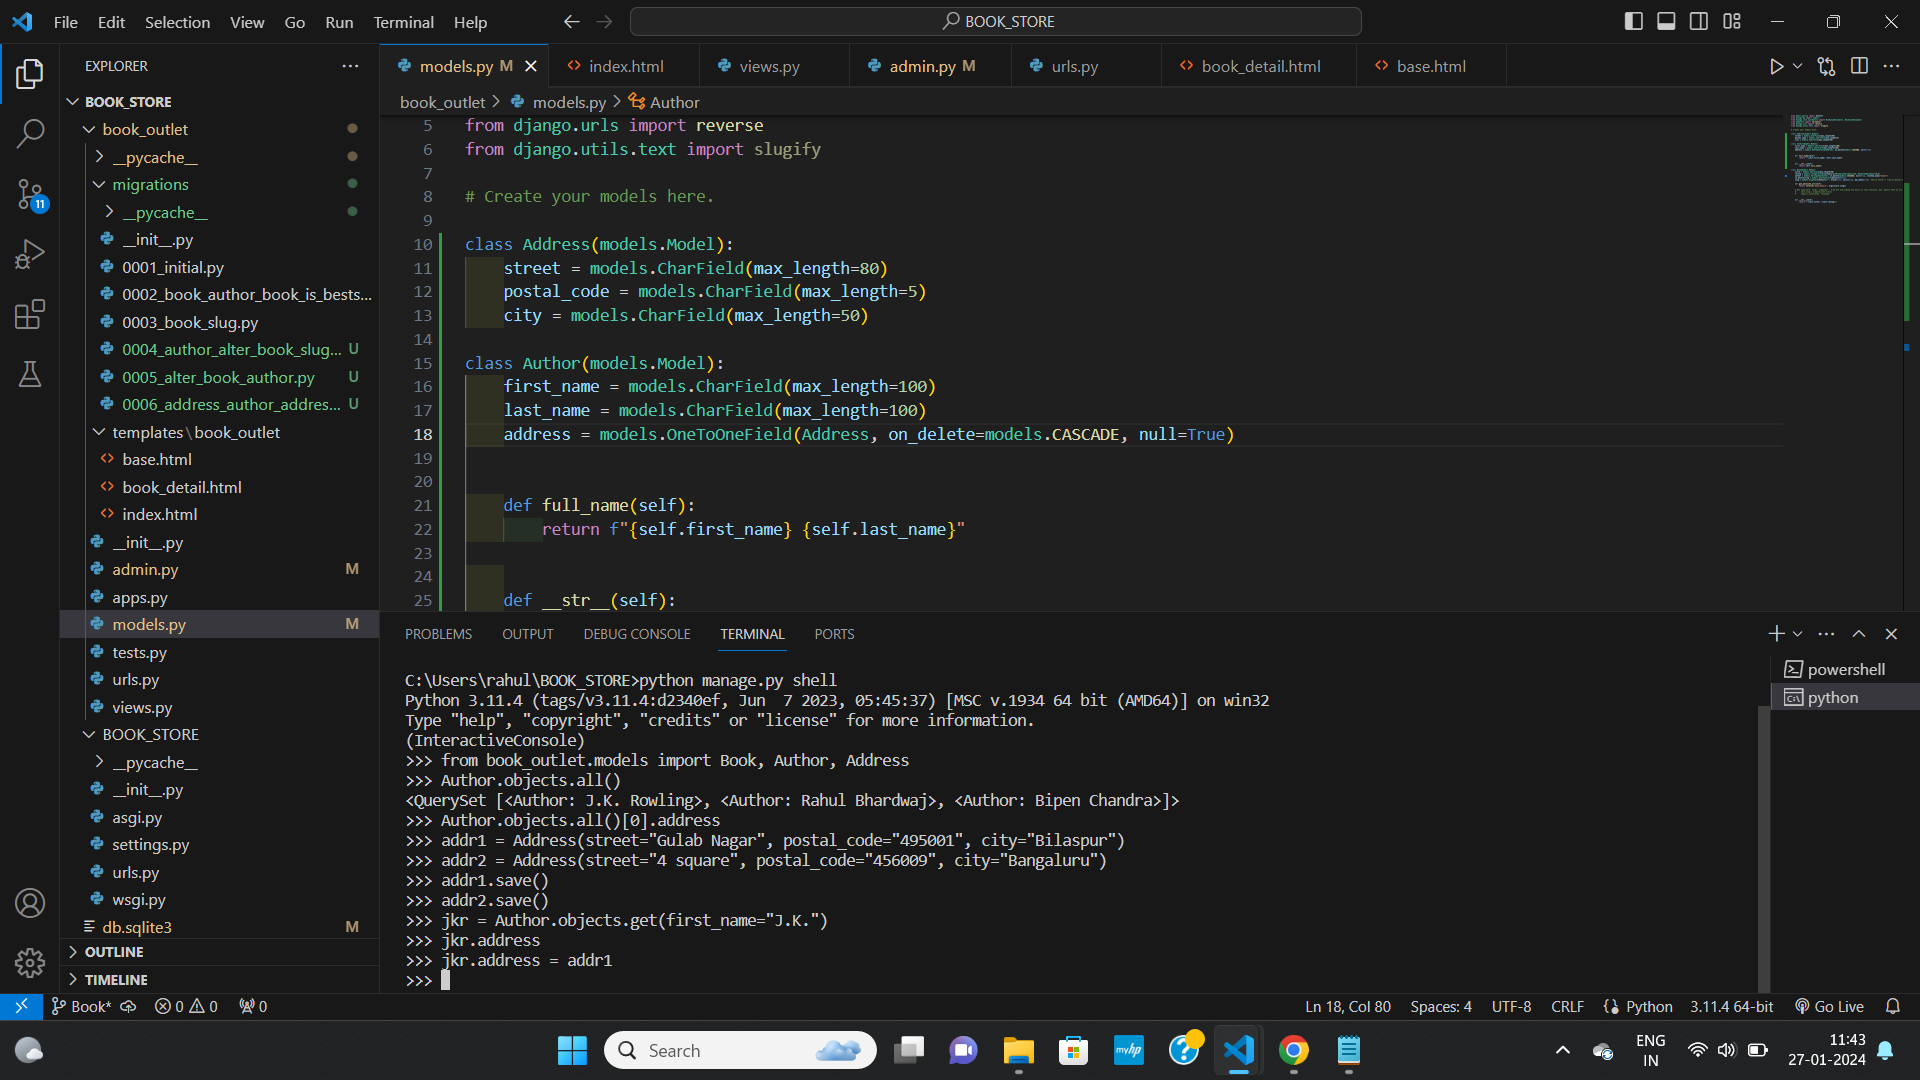 File Edit Selection View Go Run Terminal Help
BOOK_STORE
EXPLORER
BOOK_STORE
book_outlet
__pycache__
migrations
__pycache__
__init__.py
0001_initial.py
0002_book_author_book_is_bests...
0003_book_slug.py
0004_author_alter_book_slug... U
0005_alter_book_author.py U
0006_address_author_addres... U
templates\book_outlet
base.html
book_detail.html
index.html
__init__.py
admin.py M
apps.py
models.py M
tests.py
urls.py
views.py
BOOK_STORE
__pycache__
__init__.py
asgi.py
settings.py
urls.py
wsgi.py
db.sqlite3 M
OUTLINE
TIMELINE
11
models.py M index.html views.py admin.py M urls.py book_detail.html base.html
book_outlet > models.py > Author
5 from django.urls import reverse
6 from django.utils.text import slugify
7
8 # Create your models here.
9
10 class Address(models.Model):
11 street = models.CharField(max_length=80)
12 postal_code = models.CharField(max_length=5)
13 city = models.CharField(max_length=50)
14
15 class Author(models.Model):
16 first_name = models.CharField(max_length=100)
17 last_name = models.CharField(max_length=100)
18 address = models.OneToOneField(Address, on_delete=models.CASCADE, null=True)
19
20
21 def full_name(self):
22 return f"{self.first_name} {self.last_name}"
23
24
25 def __str__(self):
PROBLEMS OUTPUT DEBUG CONSOLE TERMINAL PORTS
powershell
python
C:\Users\rahul\BOOK_STORE>python manage.py shell
Python 3.11.4 (tags/v3.11.4:d2340ef, Jun  7 2023, 05:45:37) [MSC v.1934 64 bit (AMD64)] on win32
Type "help", "copyright", "credits" or "license" for more information.
(InteractiveConsole)
>>> from book_outlet.models import Book, Author, Address
>>> Author.objects.all()
<QuerySet [<Author: J.K. Rowling>, <Author: Rahul Bhardwaj>, <Author: Bipen Chandra>]>
>>> Author.objects.all()[0].address
>>> addr1 = Address(street="Gulab Nagar", postal_code="495001", city="Bilaspur")
>>> addr2 = Address(street="4 square", postal_code="456009", city="Bangaluru")
>>> addr1.save()
>>> addr2.save()
>>> jkr = Author.objects.get(first_name="J.K.")
>>> jkr.address
>>> jkr.address = addr1
>>>
Book* 0 0 0 Ln 18, Col 80 Spaces: 4 UTF-8 CRLF Python 3.11.4 64-bit Go Live
Search
myhp
ENG
IN
11:43
27-01-2024